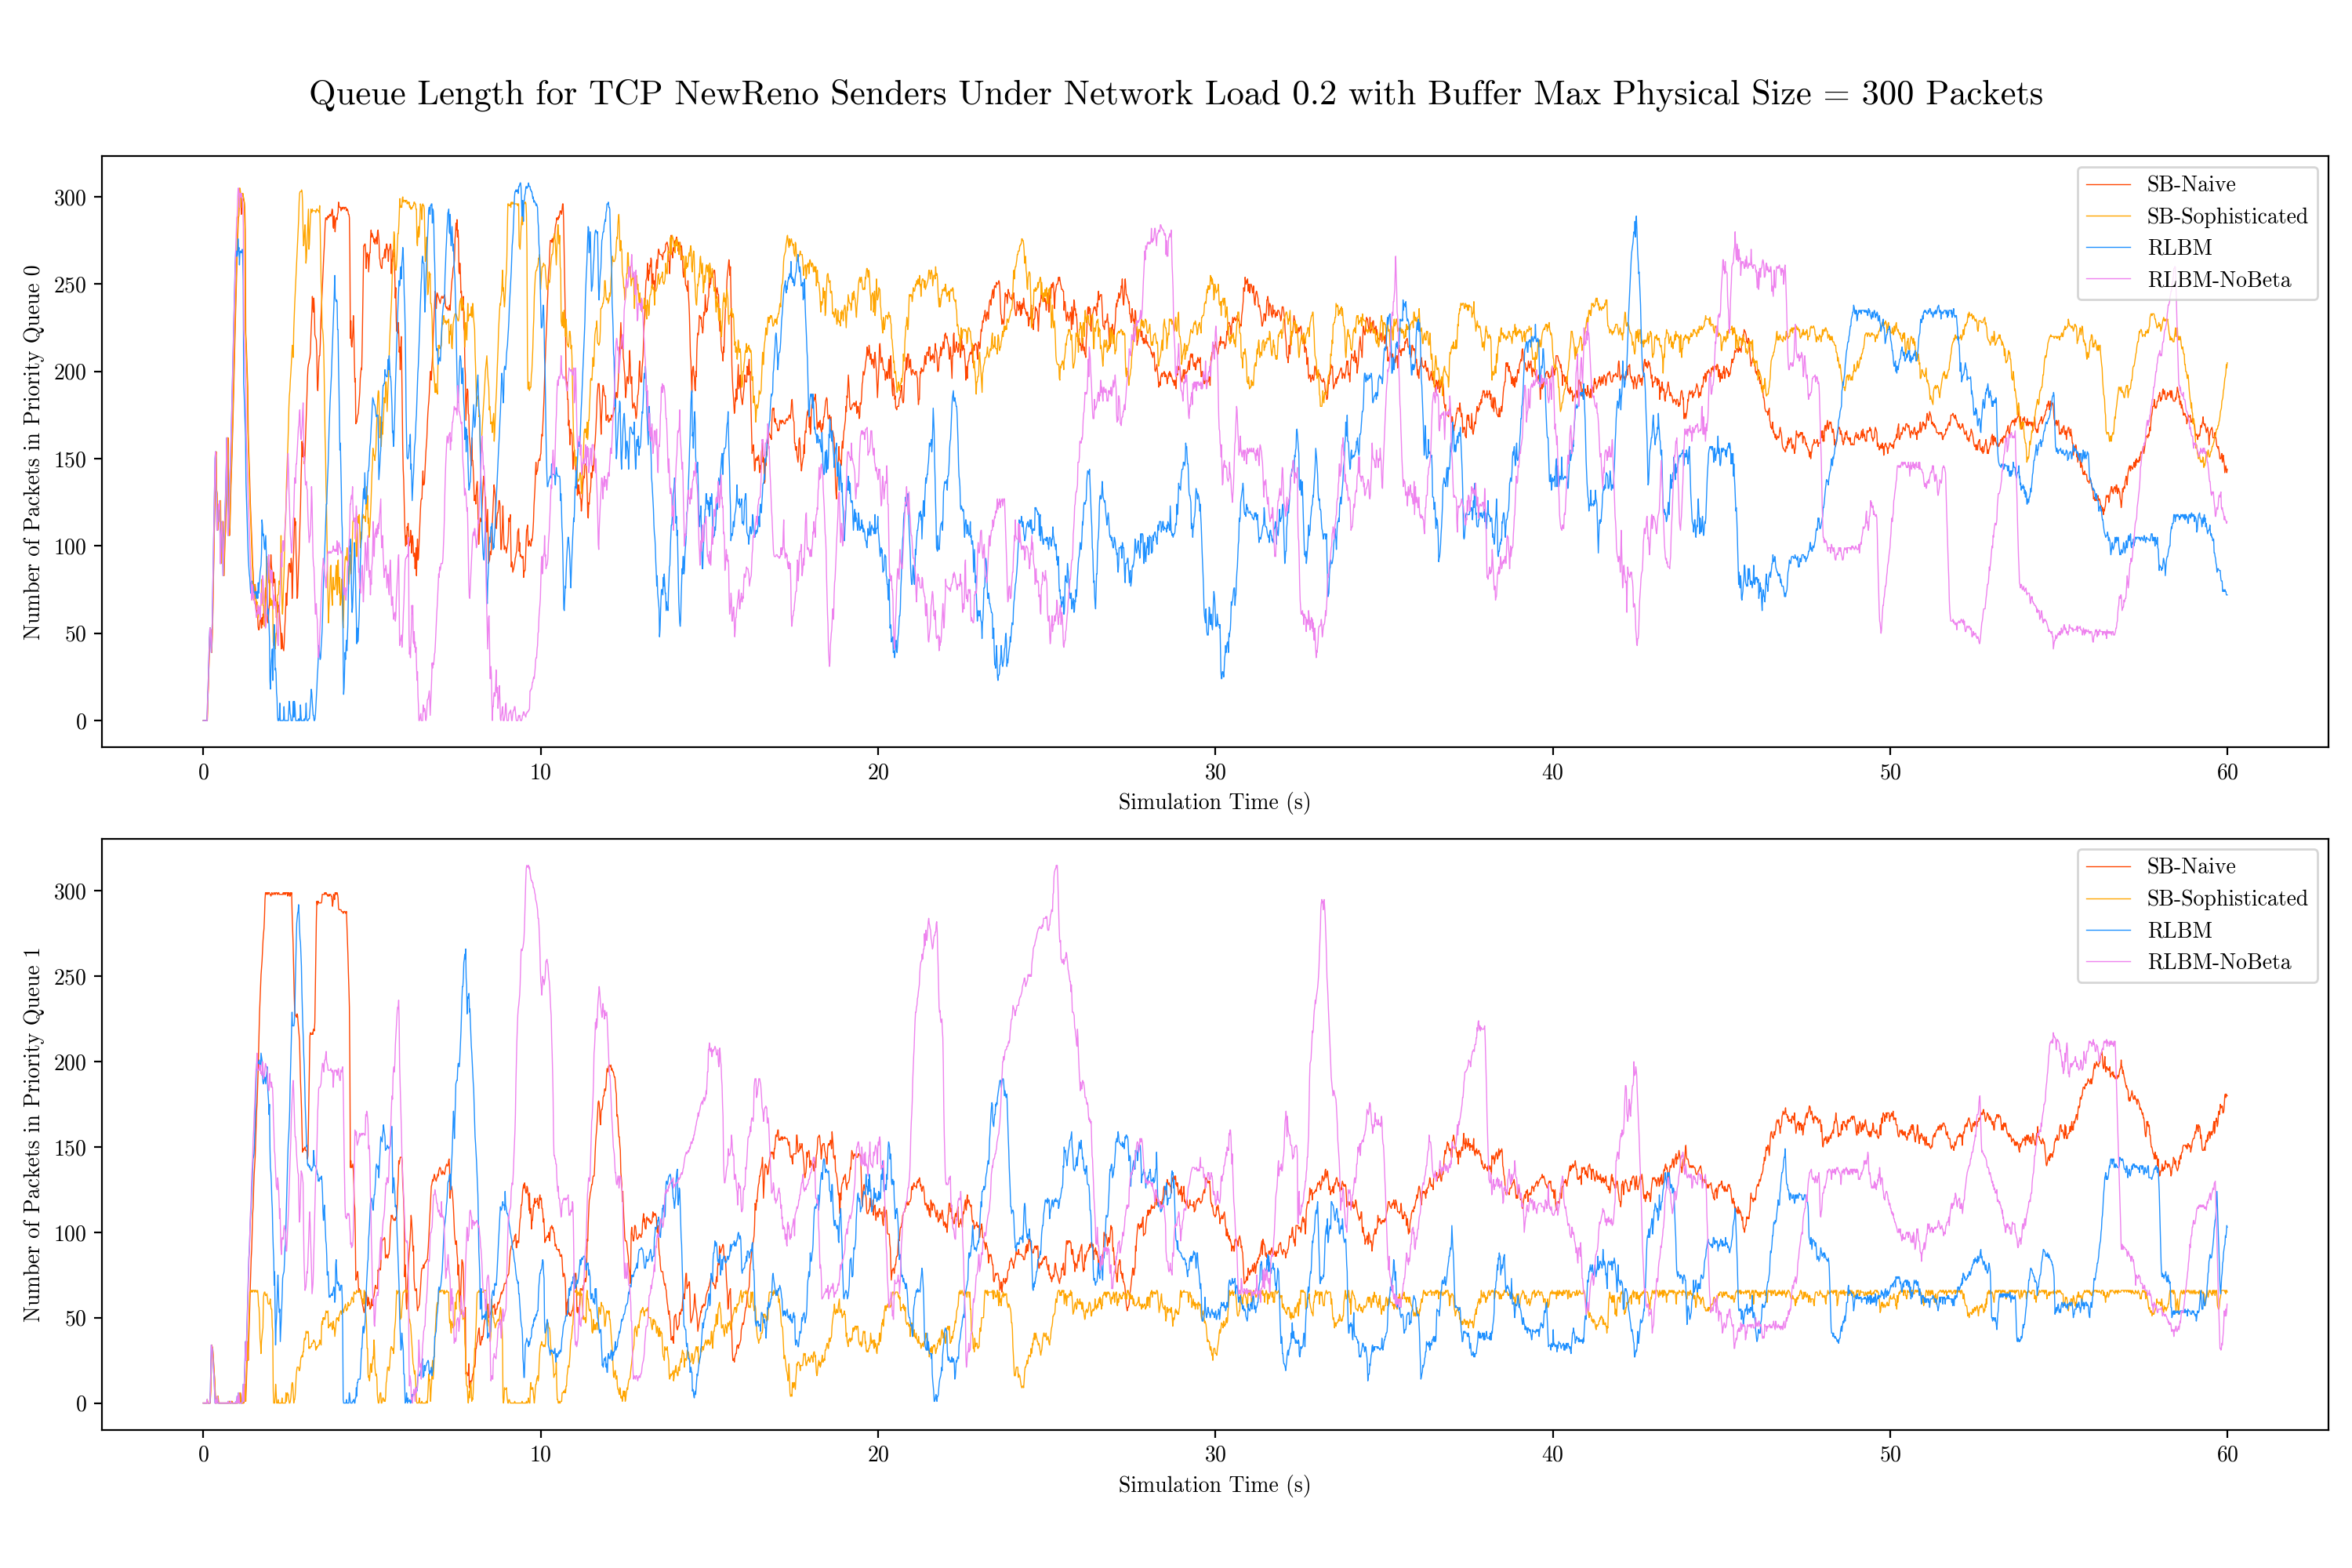 Queue Length for TCP NewReno Senders Under Network Load 0.2 with Buffer Max Physical Size = 300 Packets
Number of Packets in Priority Queue 0
300
250
200
150
100
50
0
SB-Naive
SB-Sophisticated
RLBM
RLBM-NoBeta
0 10 20 30 40 50 60
Simulation Time (s)
Number of Packets in Priority Queue 1
300
250
200
150
100
50
0
SB-Naive
SB-Sophisticated
RLBM
RLBM-NoBeta
0 10 20 30 40 50 60
Simulation Time (s)